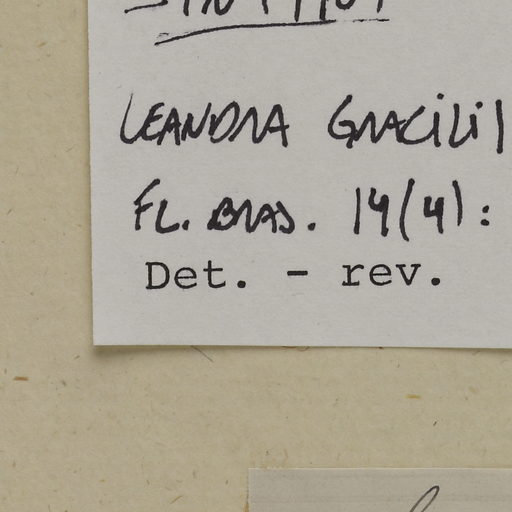 LEANDRA GRACILI
FL. BRAS. 14(4):
Det. - rev.